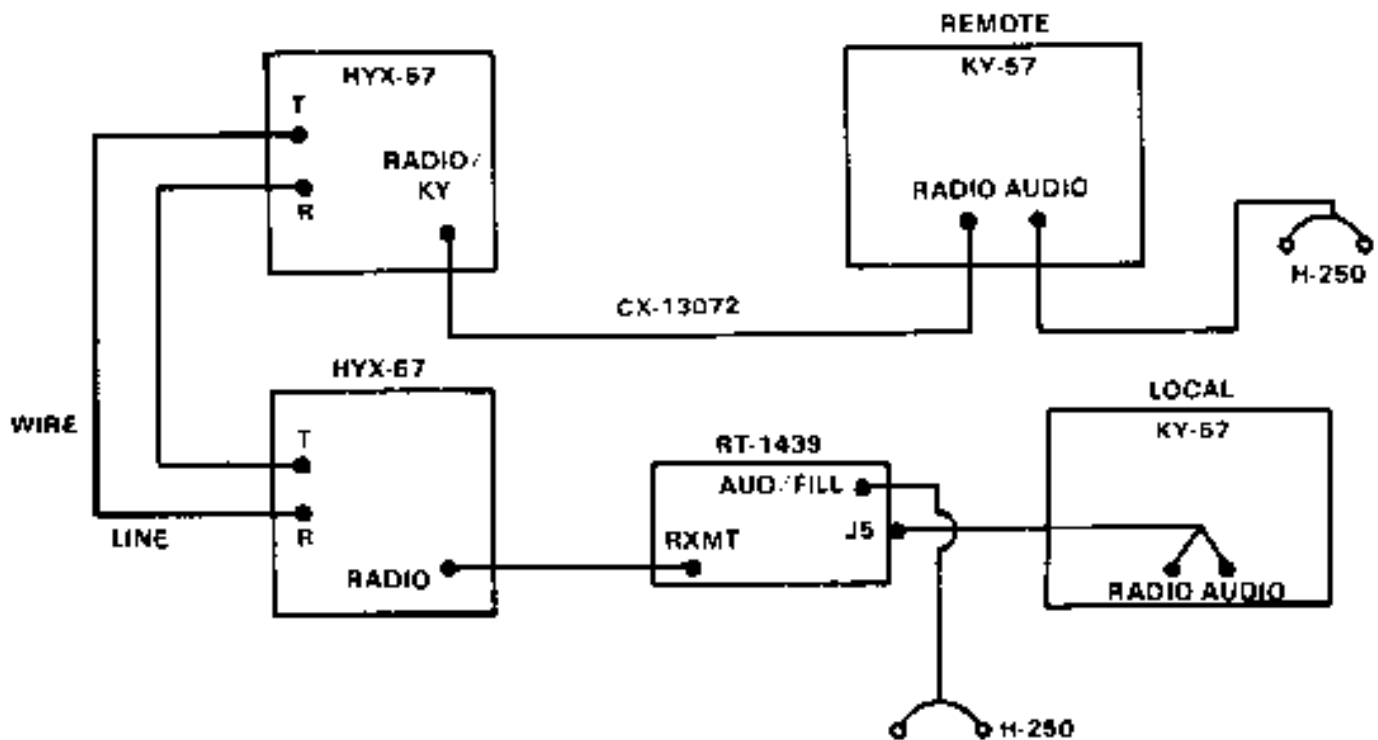 REMOTE
HYX-57
KY-57
T
RADIO/
KY
R
RADIO AUDIO
H-250
CX-13072
HYX-57
LOCAL
WIRE
KY-57
T
RT-1439
AUD/FILL
LINE
R
RXMT
J5
RADIO
RADIO AUDIO
H-250